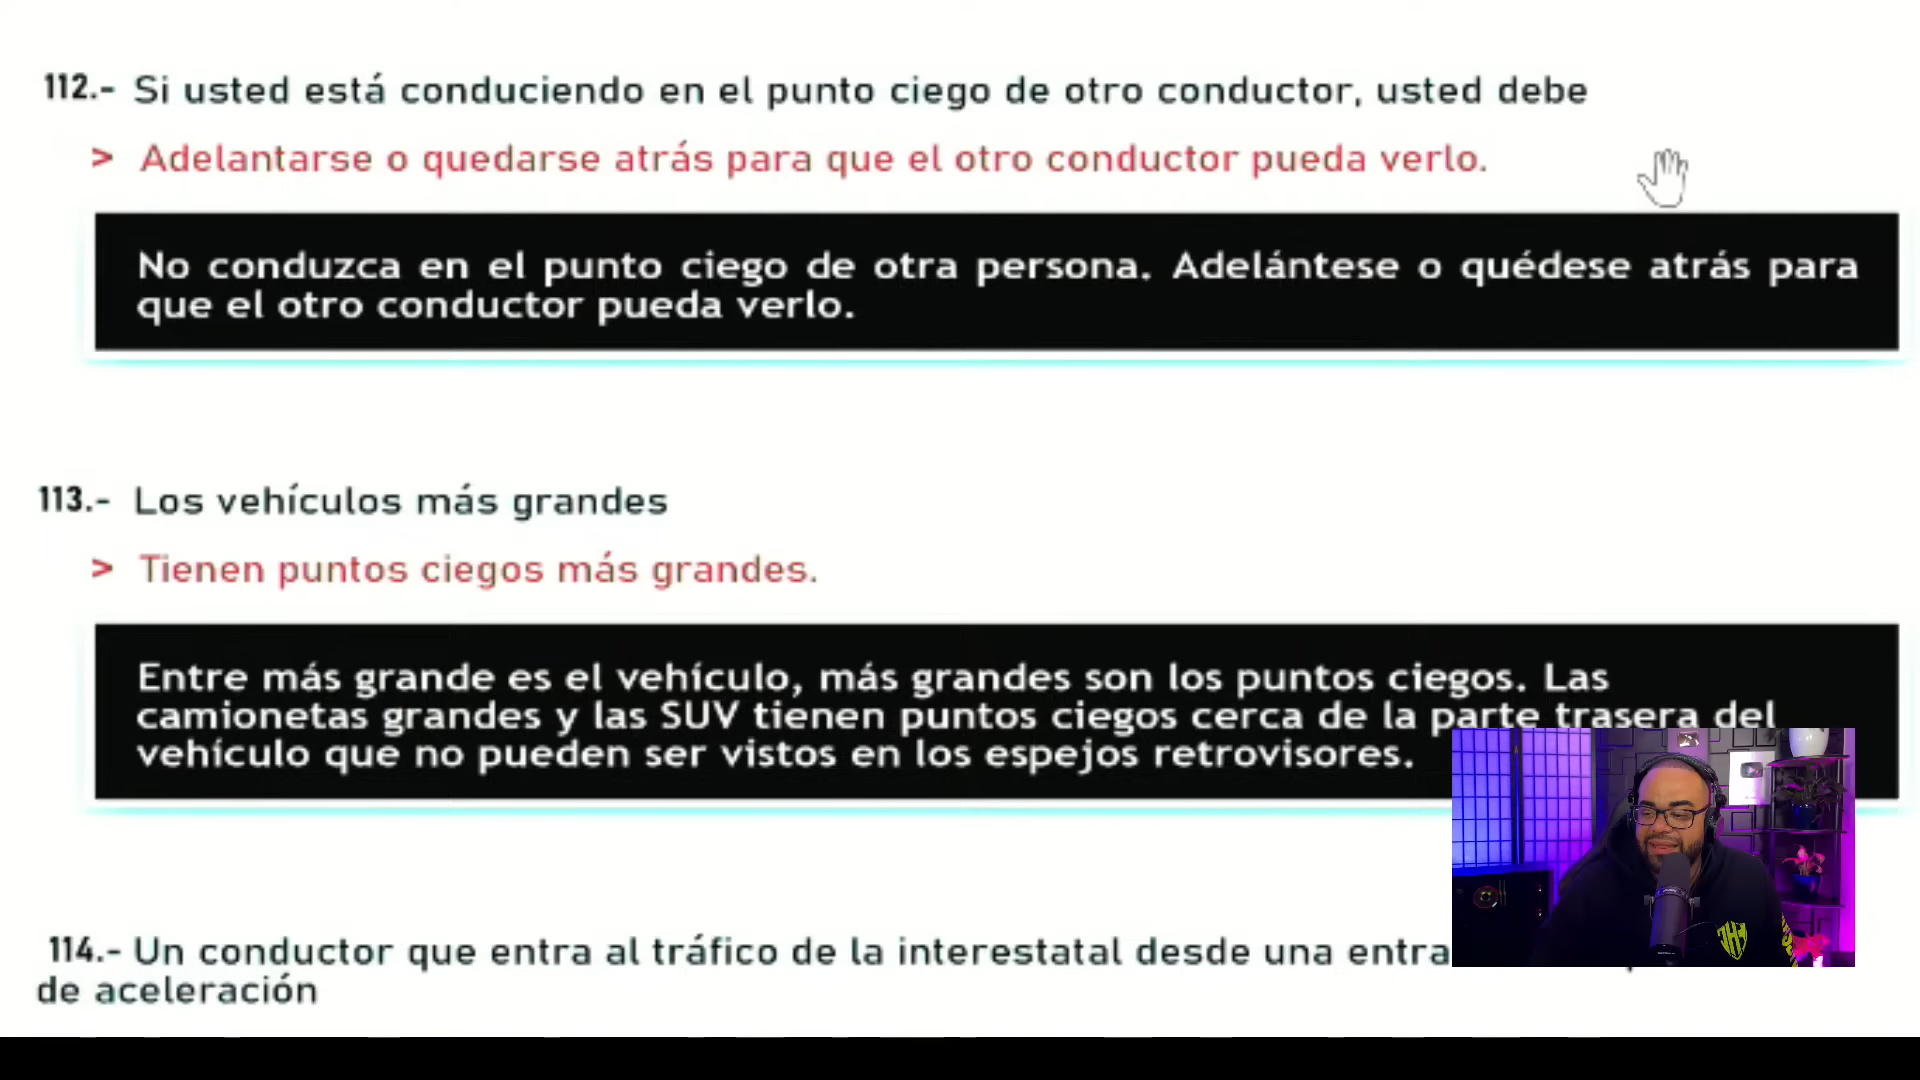 112.- Si usted está conduciendo en el punto ciego de otro conductor, usted debe
> Adelantarse o quedarse atrás para que el otro conductor pueda verlo.
No conduzca en el punto ciego de otra persona. Adelántese o quédese atrás para
que el otro conductor pueda verlo.
113.- Los vehículos más grandes
> Tienen puntos ciegos más grandes.
Entre más grande es el vehículo, más grandes son los puntos ciegos. Las
camionetas grandes y las SUV tienen puntos ciegos cerca de la parte trasera del
vehículo que no pueden ser vistos en los espejos retrovisores.
114.- Un conductor que entra al tráfico de la interestatal desde una entra
de aceleración